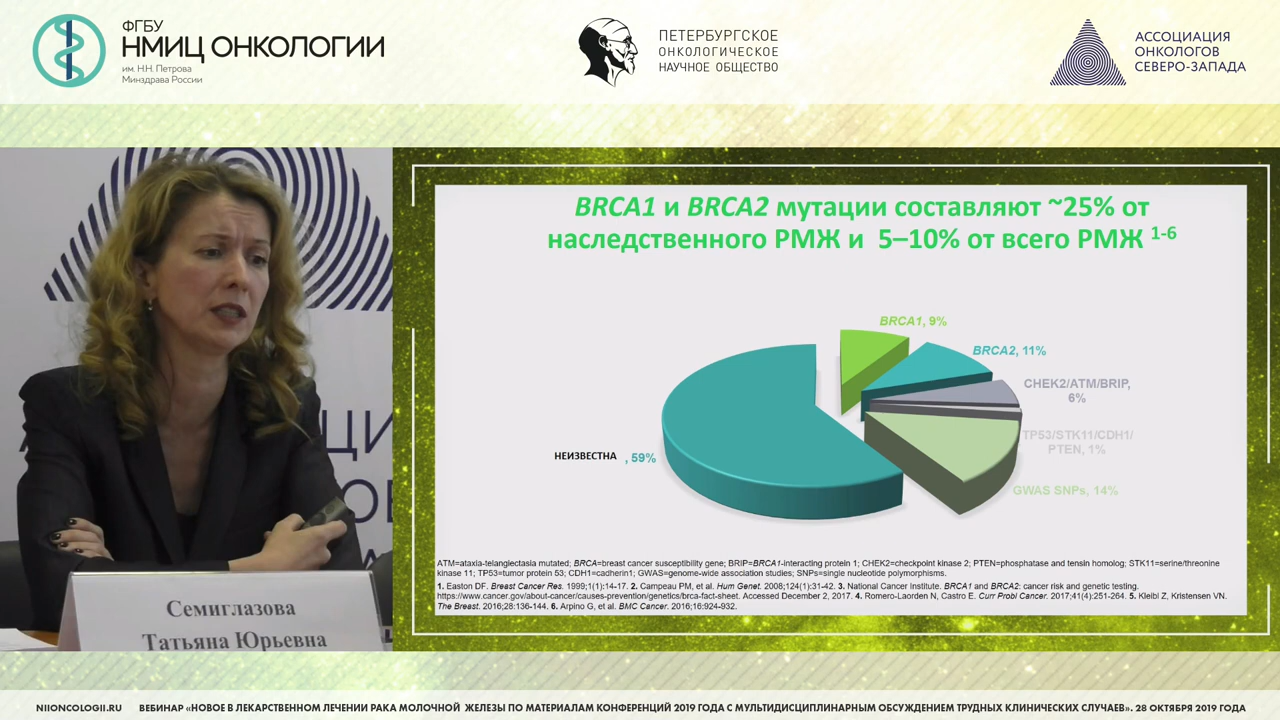 ФГБУ
НМИЦ ОНКОЛОГИИ
им. Н.Н. Петрова
Минздрава России
ПЕТЕРБУРГСКОЕ
ОНКОЛОГИЧЕСКОЕ
НАУЧНОЕ ОБЩЕСТВО
АССОЦИАЦИЯ
ОНКОЛОГОВ
СЕВЕРО-ЗАПАДА
BRCA1 и BRCA2 мутации составляют ~25% от
наследственного РМЖ и 5–10% от всего РМЖ 1-6
BRCA1, 9%
BRCA2, 11%
CHEK2/ATM/BRIP,
6%
TP53/STK11/CDH1/
PTEN, 1%
GWAS SNPs, 14%
НЕИЗВЕСТНА , 59%
ATM=ataxia-telangiectasia mutated; BRCA=breast cancer susceptibility gene; BRIP=BRCA1-interacting protein 1; CHEK2=checkpoint kinase 2; PTEN=phosphatase and tensin homolog; STK11=serine/threonine
kinase 11; TP53=tumor protein 53; CDH1=cadherin1; GWAS=genome-wide association studies; SNPs=single nucleotide polymorphisms.
1. Easton DF. Breast Cancer Res. 1999;1(1):14-17. 2. Campeau PM, et al. Hum Genet. 2008;124(1):31-42. 3. National Cancer Institute. BRCA1 and BRCA2: cancer risk and genetic testing.
https://www.cancer.gov/about-cancer/causes-prevention/genetics/brca-fact-sheet. Accessed December 2, 2017. 4. Romero-Laorden N, Castro E. Curr Probl Cancer. 2017;41(4):251-264. 5. Kleibl Z, Kristensen VN.
The Breast. 2016;28:136-144. 6. Arpino G, et al. BMC Cancer. 2016;16:924-932.
Семиглазова
Татьяна Юрьевна
NIIONCOLOGII.RU ВЕБИНАР «НОВОЕ В ЛЕКАРСТВЕННОМ ЛЕЧЕНИИ РАКА МОЛОЧНОЙ ЖЕЛЕЗЫ ПО МАТЕРИАЛАМ КОНФЕРЕНЦИЙ 2019 ГОДА С МУЛЬТИДИСЦИПЛИНАРНЫМ ОБСУЖДЕНИЕМ ТРУДНЫХ КЛИНИЧЕСКИХ СЛУЧАЕВ». 28 ОКТЯБРЯ 2019 ГОДА